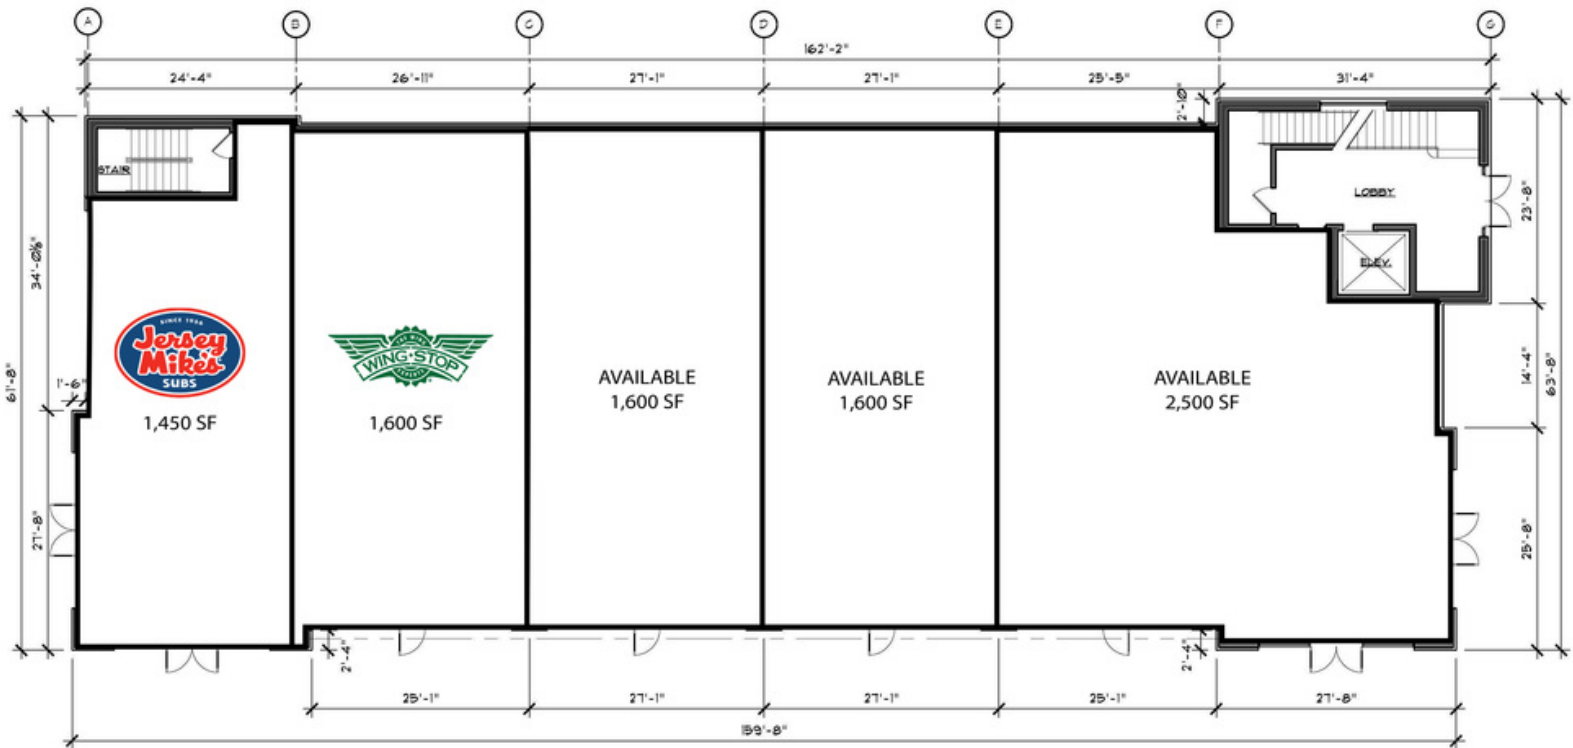 A B C D E F G
162'-2"
24'-4" 26'-11" 27'-1" 27'-1" 25'-5" 31'-4"
2'-10"
STAIR
LOBBY
ELEV.
23'-8"
14'-4"
63'-8"
25'-8"
61'-8"
1'-6"
27'-8"
SINCE 1956
Jersey
Mike's
SUBS
1,450 SF
WING·STOP
1,600 SF
AVAILABLE
1,600 SF
AVAILABLE
1,600 SF
AVAILABLE
2,500 SF
2'-4" 2'-4"
25'-1" 27'-1" 27'-1" 25'-1" 27'-8"
159'-8"